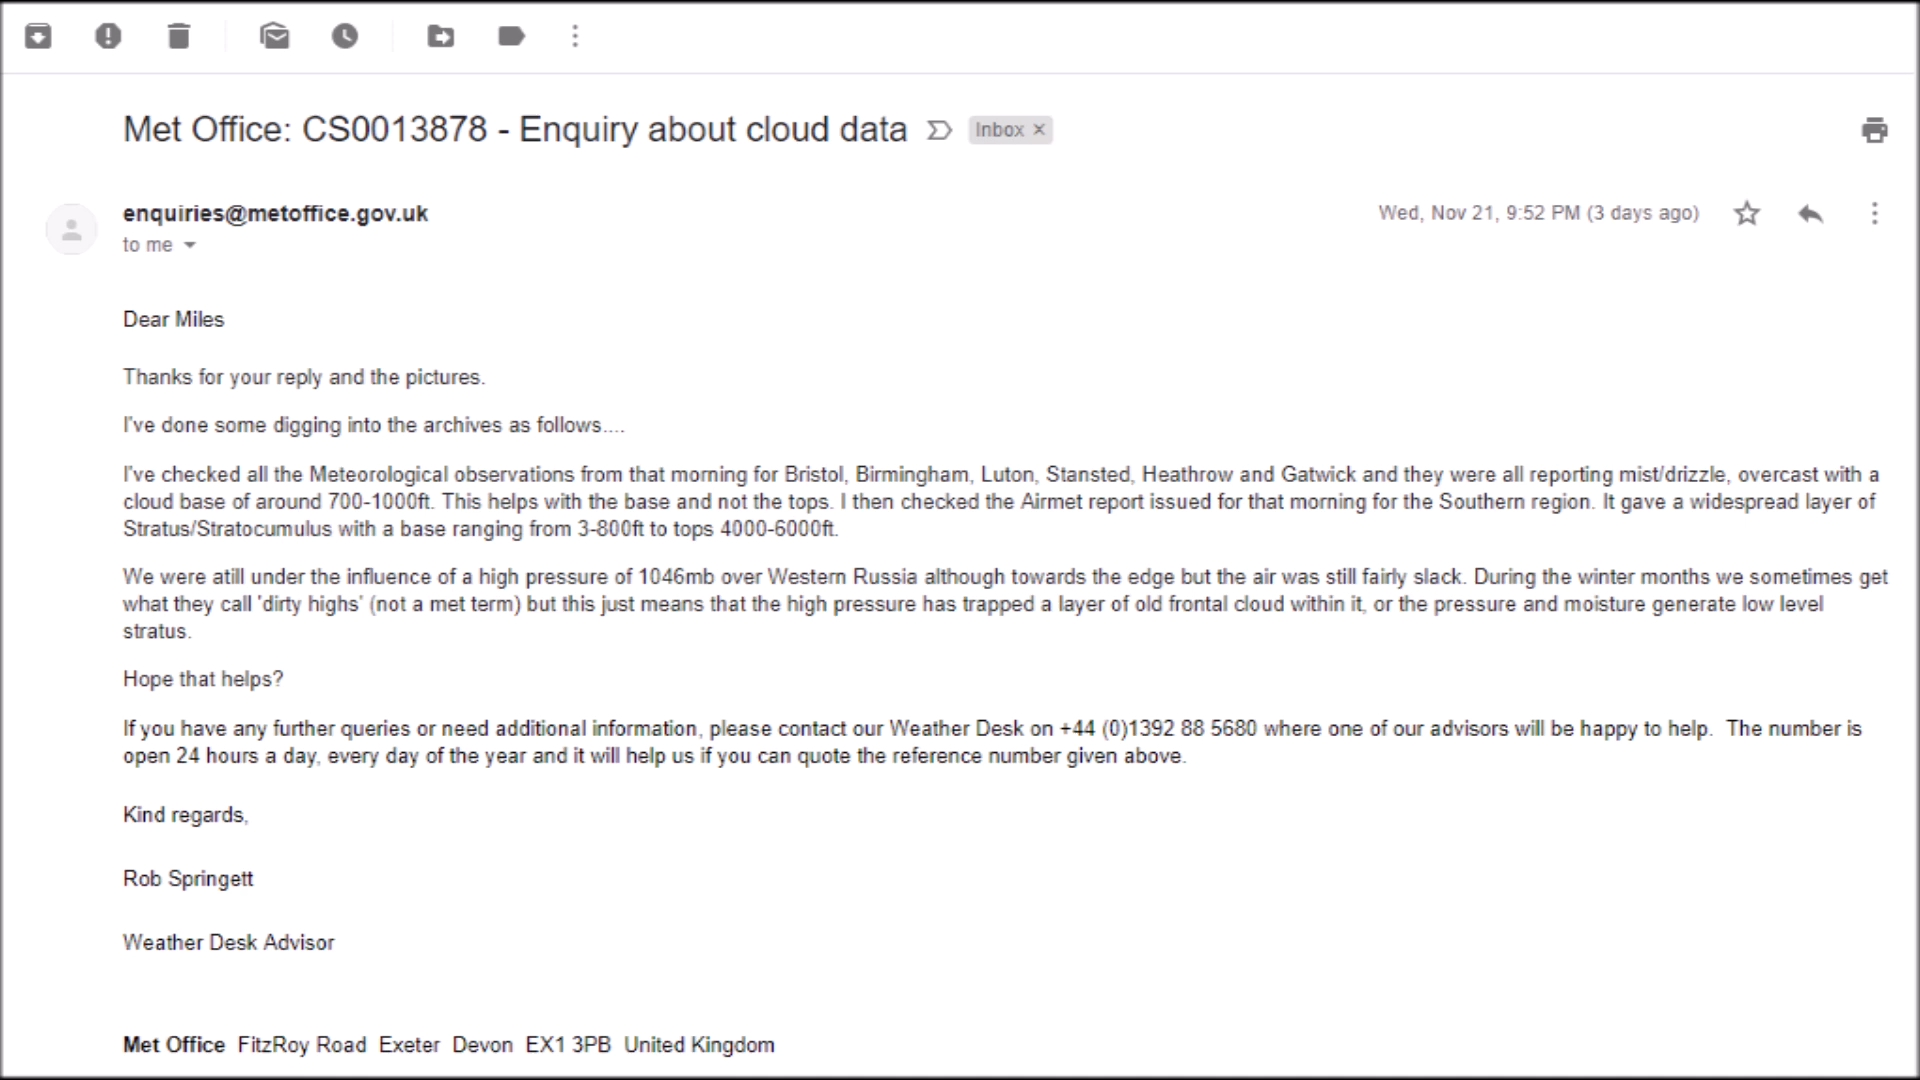 Met Office: CS0013878 - Enquiry about cloud data Inbox ×
enquiries@metoffice.gov.uk
Wed, Nov 21, 9:52 PM (3 days ago)
to me
Dear Miles
Thanks for your reply and the pictures.
I've done some digging into the archives as follows....
I've checked all the Meteorological observations from that morning for Bristol, Birmingham, Luton, Stansted, Heathrow and Gatwick and they were all reporting mist/drizzle, overcast with a
cloud base of around 700-1000ft. This helps with the base and not the tops. I then checked the Airmet report issued for that morning for the Southern region. It gave a widespread layer of
Stratus/Stratocumulus with a base ranging from 3-800ft to tops 4000-6000ft.
We were atill under the influence of a high pressure of 1046mb over Western Russia although towards the edge but the air was still fairly slack. During the winter months we sometimes get
what they call 'dirty highs' (not a met term) but this just means that the high pressure has trapped a layer of old frontal cloud within it, or the pressure and moisture generate low level
stratus.
Hope that helps?
If you have any further queries or need additional information, please contact our Weather Desk on +44 (0)1392 88 5680 where one of our advisors will be happy to help. The number is
open 24 hours a day, every day of the year and it will help us if you can quote the reference number given above.
Kind regards,
Rob Springett
Weather Desk Advisor
Met Office FitzRoy Road Exeter Devon EX1 3PB United Kingdom